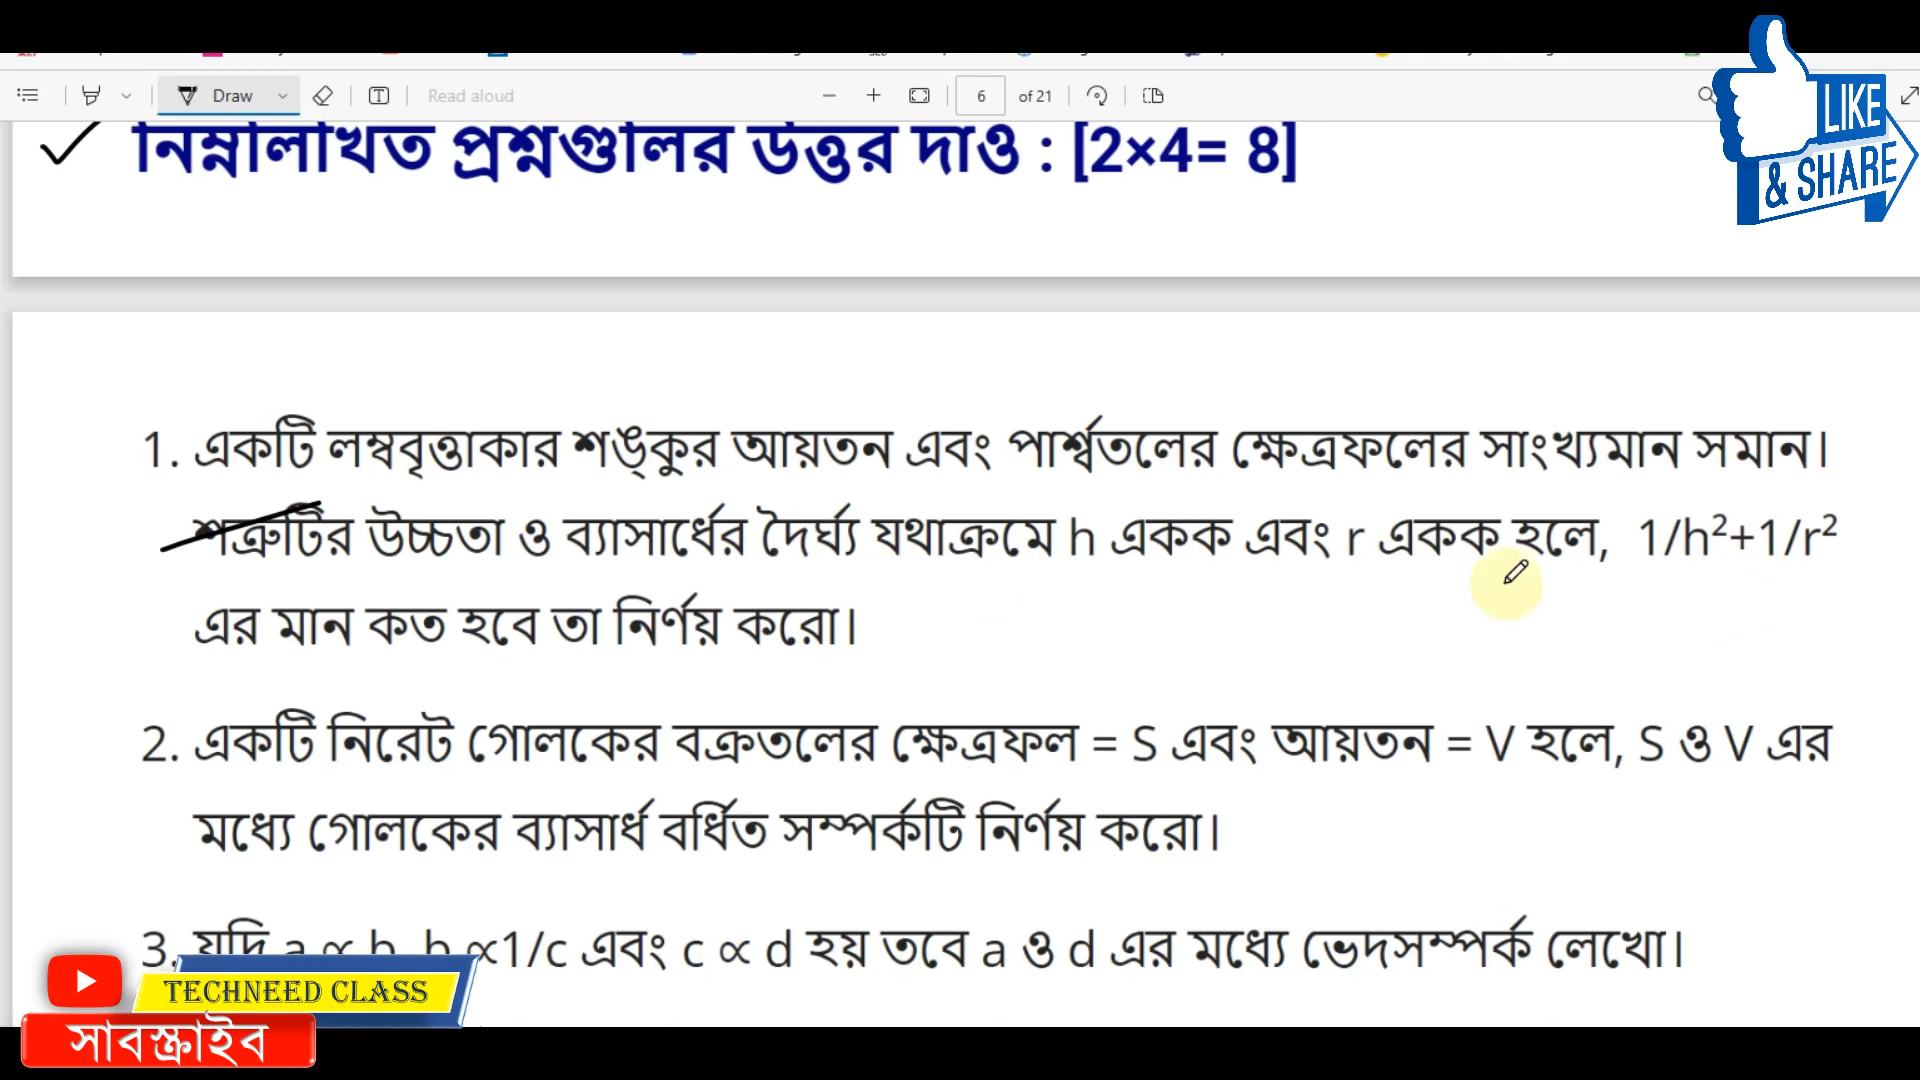 Draw
Read aloud
6 of 21
LIKE
& SHARE
নিম্নলিখিত প্রশ্নগুলির উত্তর দাও : [2×4= 8]
1. একটি লম্ববৃত্তাকার শঙ্কুর আয়তন এবং পার্শ্বতলের ক্ষেত্রফলের সাংখ্যমান সমান।
শত্রুটির উচ্চতা ও ব্যাসার্ধের দৈর্ঘ্য যথাক্রমে h একক এবং r একক হলে, 1/h²+1/r²
এর মান কত হবে তা নির্ণয় করো।
2. একটি নিরেট গোলকের বক্রতলের ক্ষেত্রফল = S এবং আয়তন = V হলে, S ও V এর
মধ্যে গোলকের ব্যাসার্ধ বর্ধিত সম্পর্কটি নির্ণয় করো।
3. যদি a ∝ b, b ∝1/c এবং c ∝ d হয় তবে a ও d এর মধ্যে ভেদসম্পর্ক লেখো।
TECHNEED CLASS
সাবস্ক্রাইব